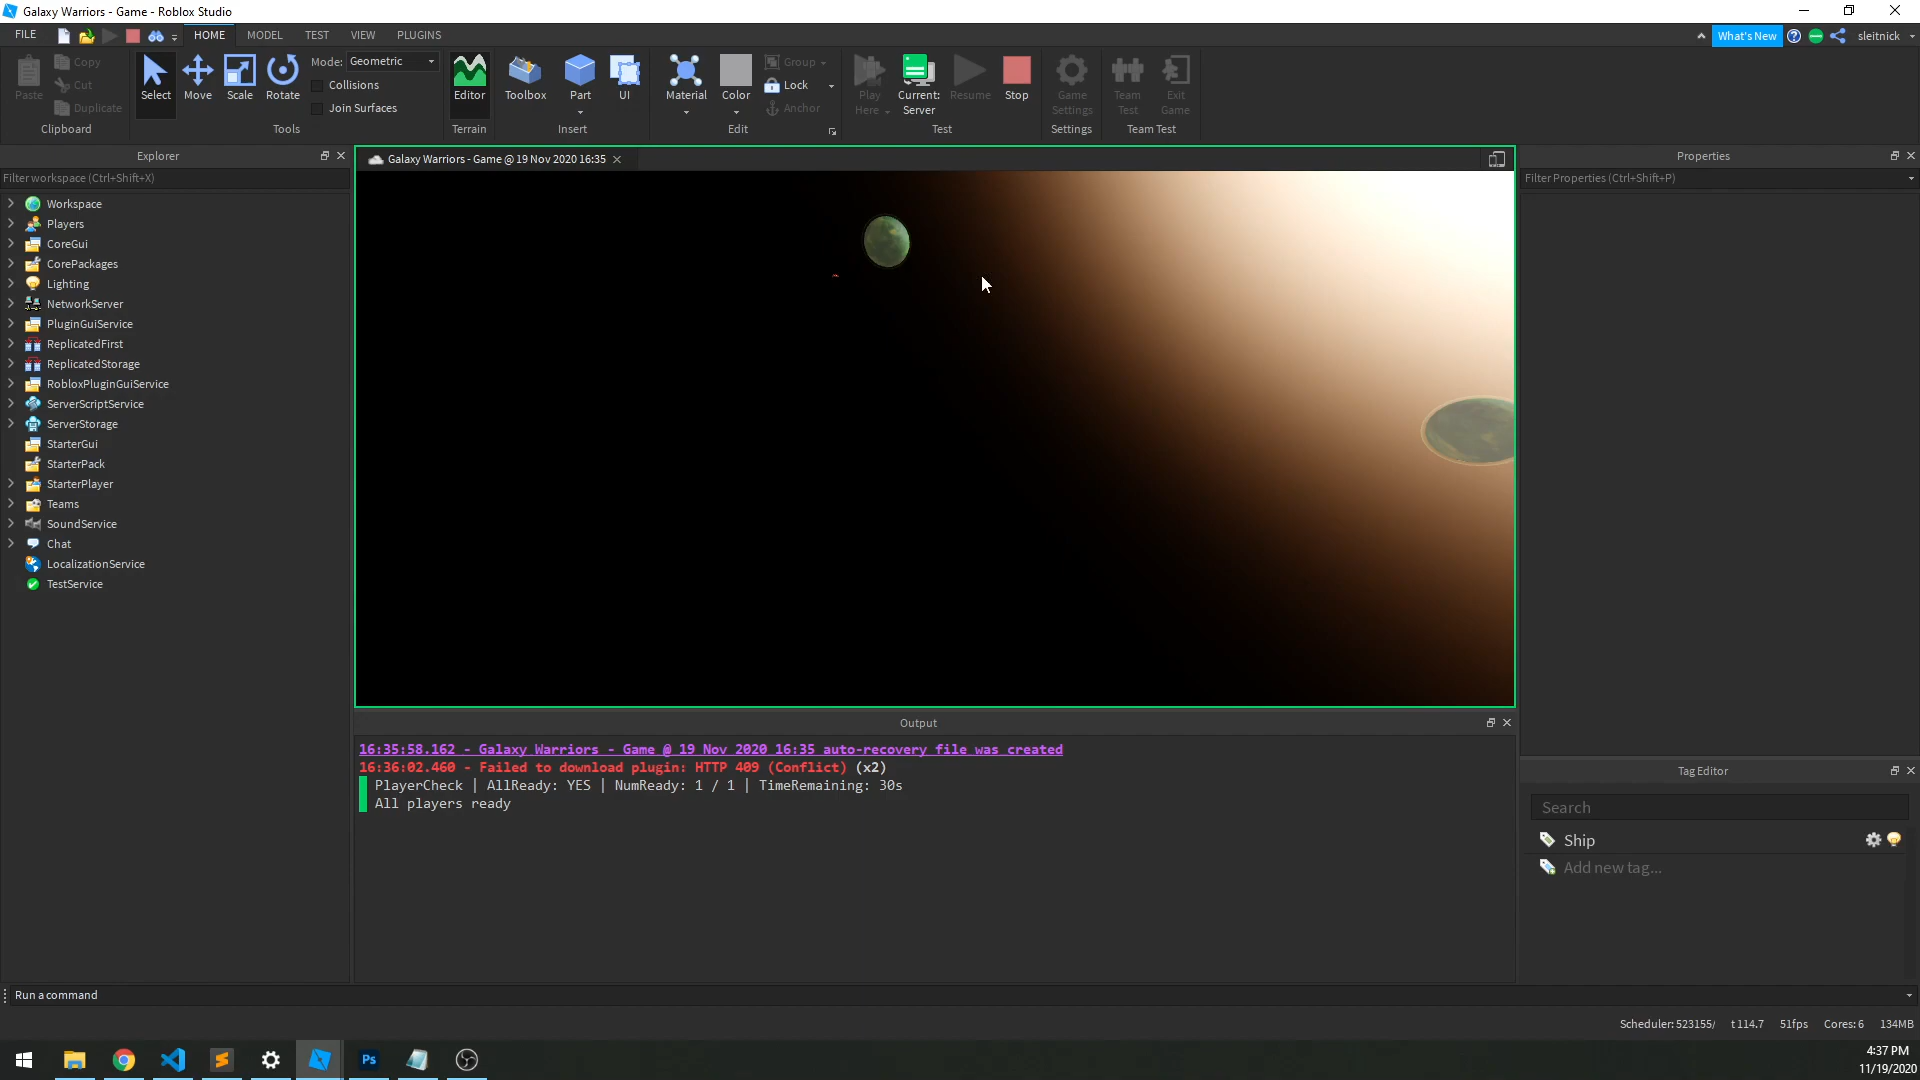 Galaxy Warriors - Game - Roblox Studio
FILE
HOME
MODEL
TEST
VIEW
PLUGINS
What's New
sleitnick
Paste
Copy
Cut
Duplicate
Clipboard
Select
Move
Scale
Rotate
Mode: Geometric
Collisions
Join Surfaces
Tools
Editor
Terrain
Toolbox
Part
UI
Insert
Material
Color
Group
Lock
Anchor
Edit
Play
Here
Current:
Server
Resume
Stop
Test
Game
Settings
Settings
Team
Test
Exit
Game
Team Test
Explorer
Filter workspace (Ctrl+Shift+X)
Workspace
Players
CoreGui
CorePackages
Lighting
NetworkServer
PluginGuiService
ReplicatedFirst
ReplicatedStorage
RobloxPluginGuiService
ServerScriptService
ServerStorage
StarterGui
StarterPack
StarterPlayer
Teams
SoundService
Chat
LocalizationService
TestService
Galaxy Warriors - Game @ 19 Nov 2020 16:35
Output
16:35:58.162 - Galaxy Warriors - Game @ 19 Nov 2020 16:35 auto-recovery file was created
16:36:02.460 - Failed to download plugin: HTTP 409 (Conflict) (x2)
PlayerCheck | AllReady: YES | NumReady: 1 / 1 | TimeRemaining: 30s
All players ready
Properties
Filter Properties (Ctrl+Shift+P)
Tag Editor
Search
Ship
Add new tag...
Run a command
Scheduler: 523155/ t 114.7 51fps Cores: 6 134MB
Ps
4:37 PM
11/19/2020